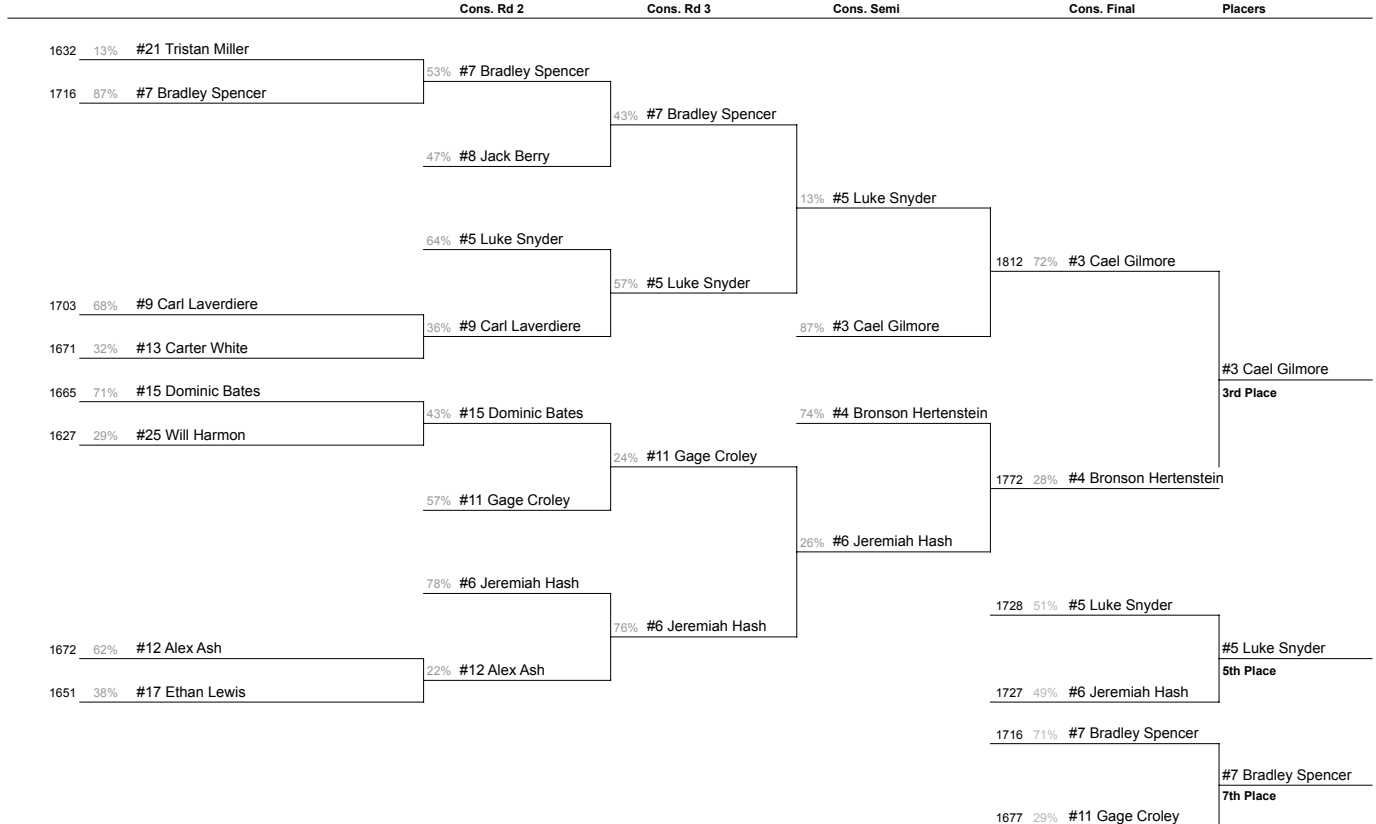 Cons. Rd 2 Cons. Rd 3 Cons. Semi Cons. Final Placers
1632 13% #21 Tristan Miller
53% #7 Bradley Spencer
1716 87% #7 Bradley Spencer
43% #7 Bradley Spencer
47% #8 Jack Berry
13% #5 Luke Snyder
64% #5 Luke Snyder
1812 72% #3 Cael Gilmore
57% #5 Luke Snyder
1703 68% #9 Carl Laverdiere
36% #9 Carl Laverdiere
87% #3 Cael Gilmore
1671 32% #13 Carter White
#3 Cael Gilmore
3rd Place
1665 71% #15 Dominic Bates
43% #15 Dominic Bates
74% #4 Bronson Hertenstein
1627 29% #25 Will Harmon
24% #11 Gage Croley
1772 28% #4 Bronson Hertenstein
57% #11 Gage Croley
26% #6 Jeremiah Hash
78% #6 Jeremiah Hash
1728 51% #5 Luke Snyder
76% #6 Jeremiah Hash
1672 62% #12 Alex Ash
#5 Luke Snyder
5th Place
22% #12 Alex Ash
1651 38% #17 Ethan Lewis
1727 49% #6 Jeremiah Hash
1716 71% #7 Bradley Spencer
#7 Bradley Spencer
7th Place
1677 29% #11 Gage Croley